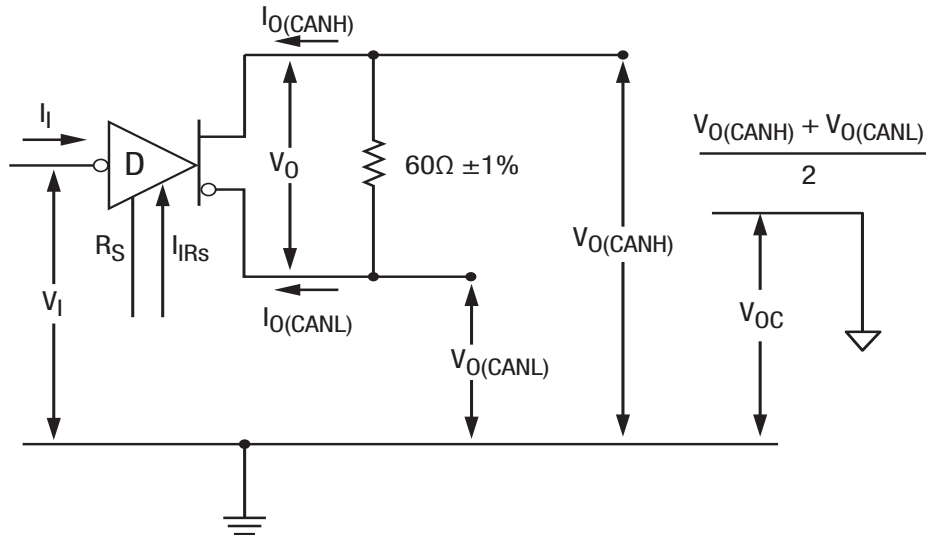 I_O(CANH)
I_I
D
V_O
60Ω ±1%
V_O(CANH) + V_O(CANL)
2
R_S
I_IRs
V_O(CANH)
V_I
I_O(CANL)
V_OC
V_O(CANL)